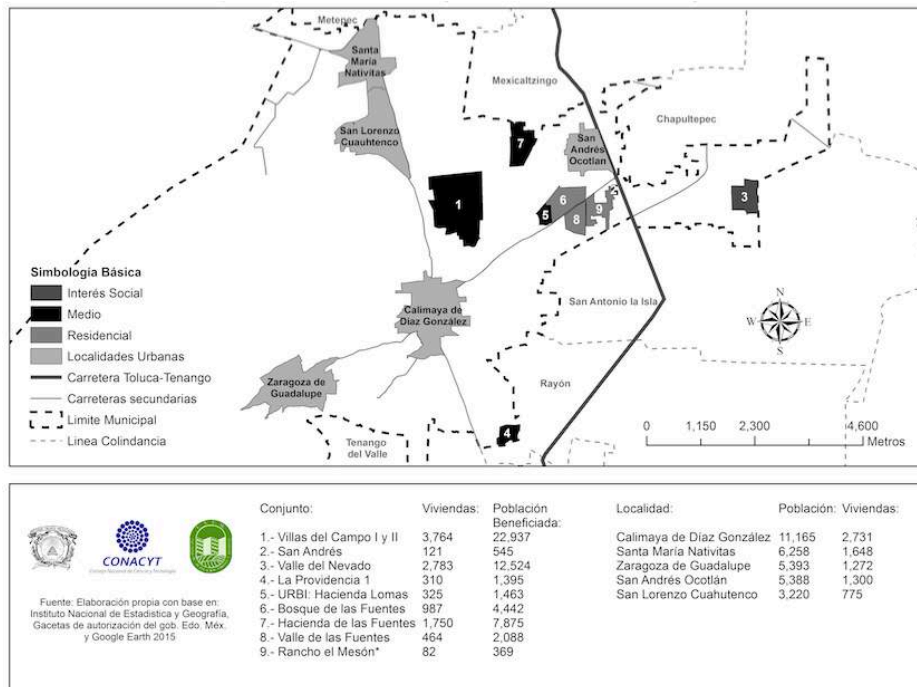 Metepec
Santa
María
Nativitas
Mexicaltzingo
Chapultepec
San Lorenzo
Cuauhtenco
San
Andrés
Ocotlan
7
1
2
3
6
5
8
9
Calimaya de
Díaz González
San Antonio la Isla
N
W E
S
Zaragoza de
Guadalupe
Rayón
4
Tenango
del Valle
Simbología Básica
Interés Social
Medio
Residencial
Localidades Urbanas
Carretera Toluca-Tenango
Carreteras secundarias
Limite Municipal
Linea Colindancia
0 1,150 2,300 4,600
Metros
CONACYT
Fuente: Elaboración propia con base en:
Instituto Nacional de Estadistica y Geografía,
Gacetas de autorización del gob. Edo. Méx.
y Google Earth 2015
Conjunto: Viviendas: Población
Beneficiada:
1.- Villas del Campo I y II 3,764 22,937
2.- San Andrés 121 545
3.- Valle del Nevado 2,783 12,524
4.- La Providencia 1 310 1,395
5.- URBI: Hacienda Lomas 325 1,463
6.- Bosque de las Fuentes 987 4,442
7.- Hacienda de las Fuentes 1,750 7,875
8.- Valle de las Fuentes 464 2,088
9.- Rancho el Mesón* 82 369
Localidad: Población: Viviendas:
Calimaya de Díaz González 11,165 2,731
Santa María Nativitas 6,258 1,648
Zaragoza de Guadalupe 5,393 1,272
San Andrés Ocotlán 5,388 1,300
San Lorenzo Cuahutenco 3,220 775